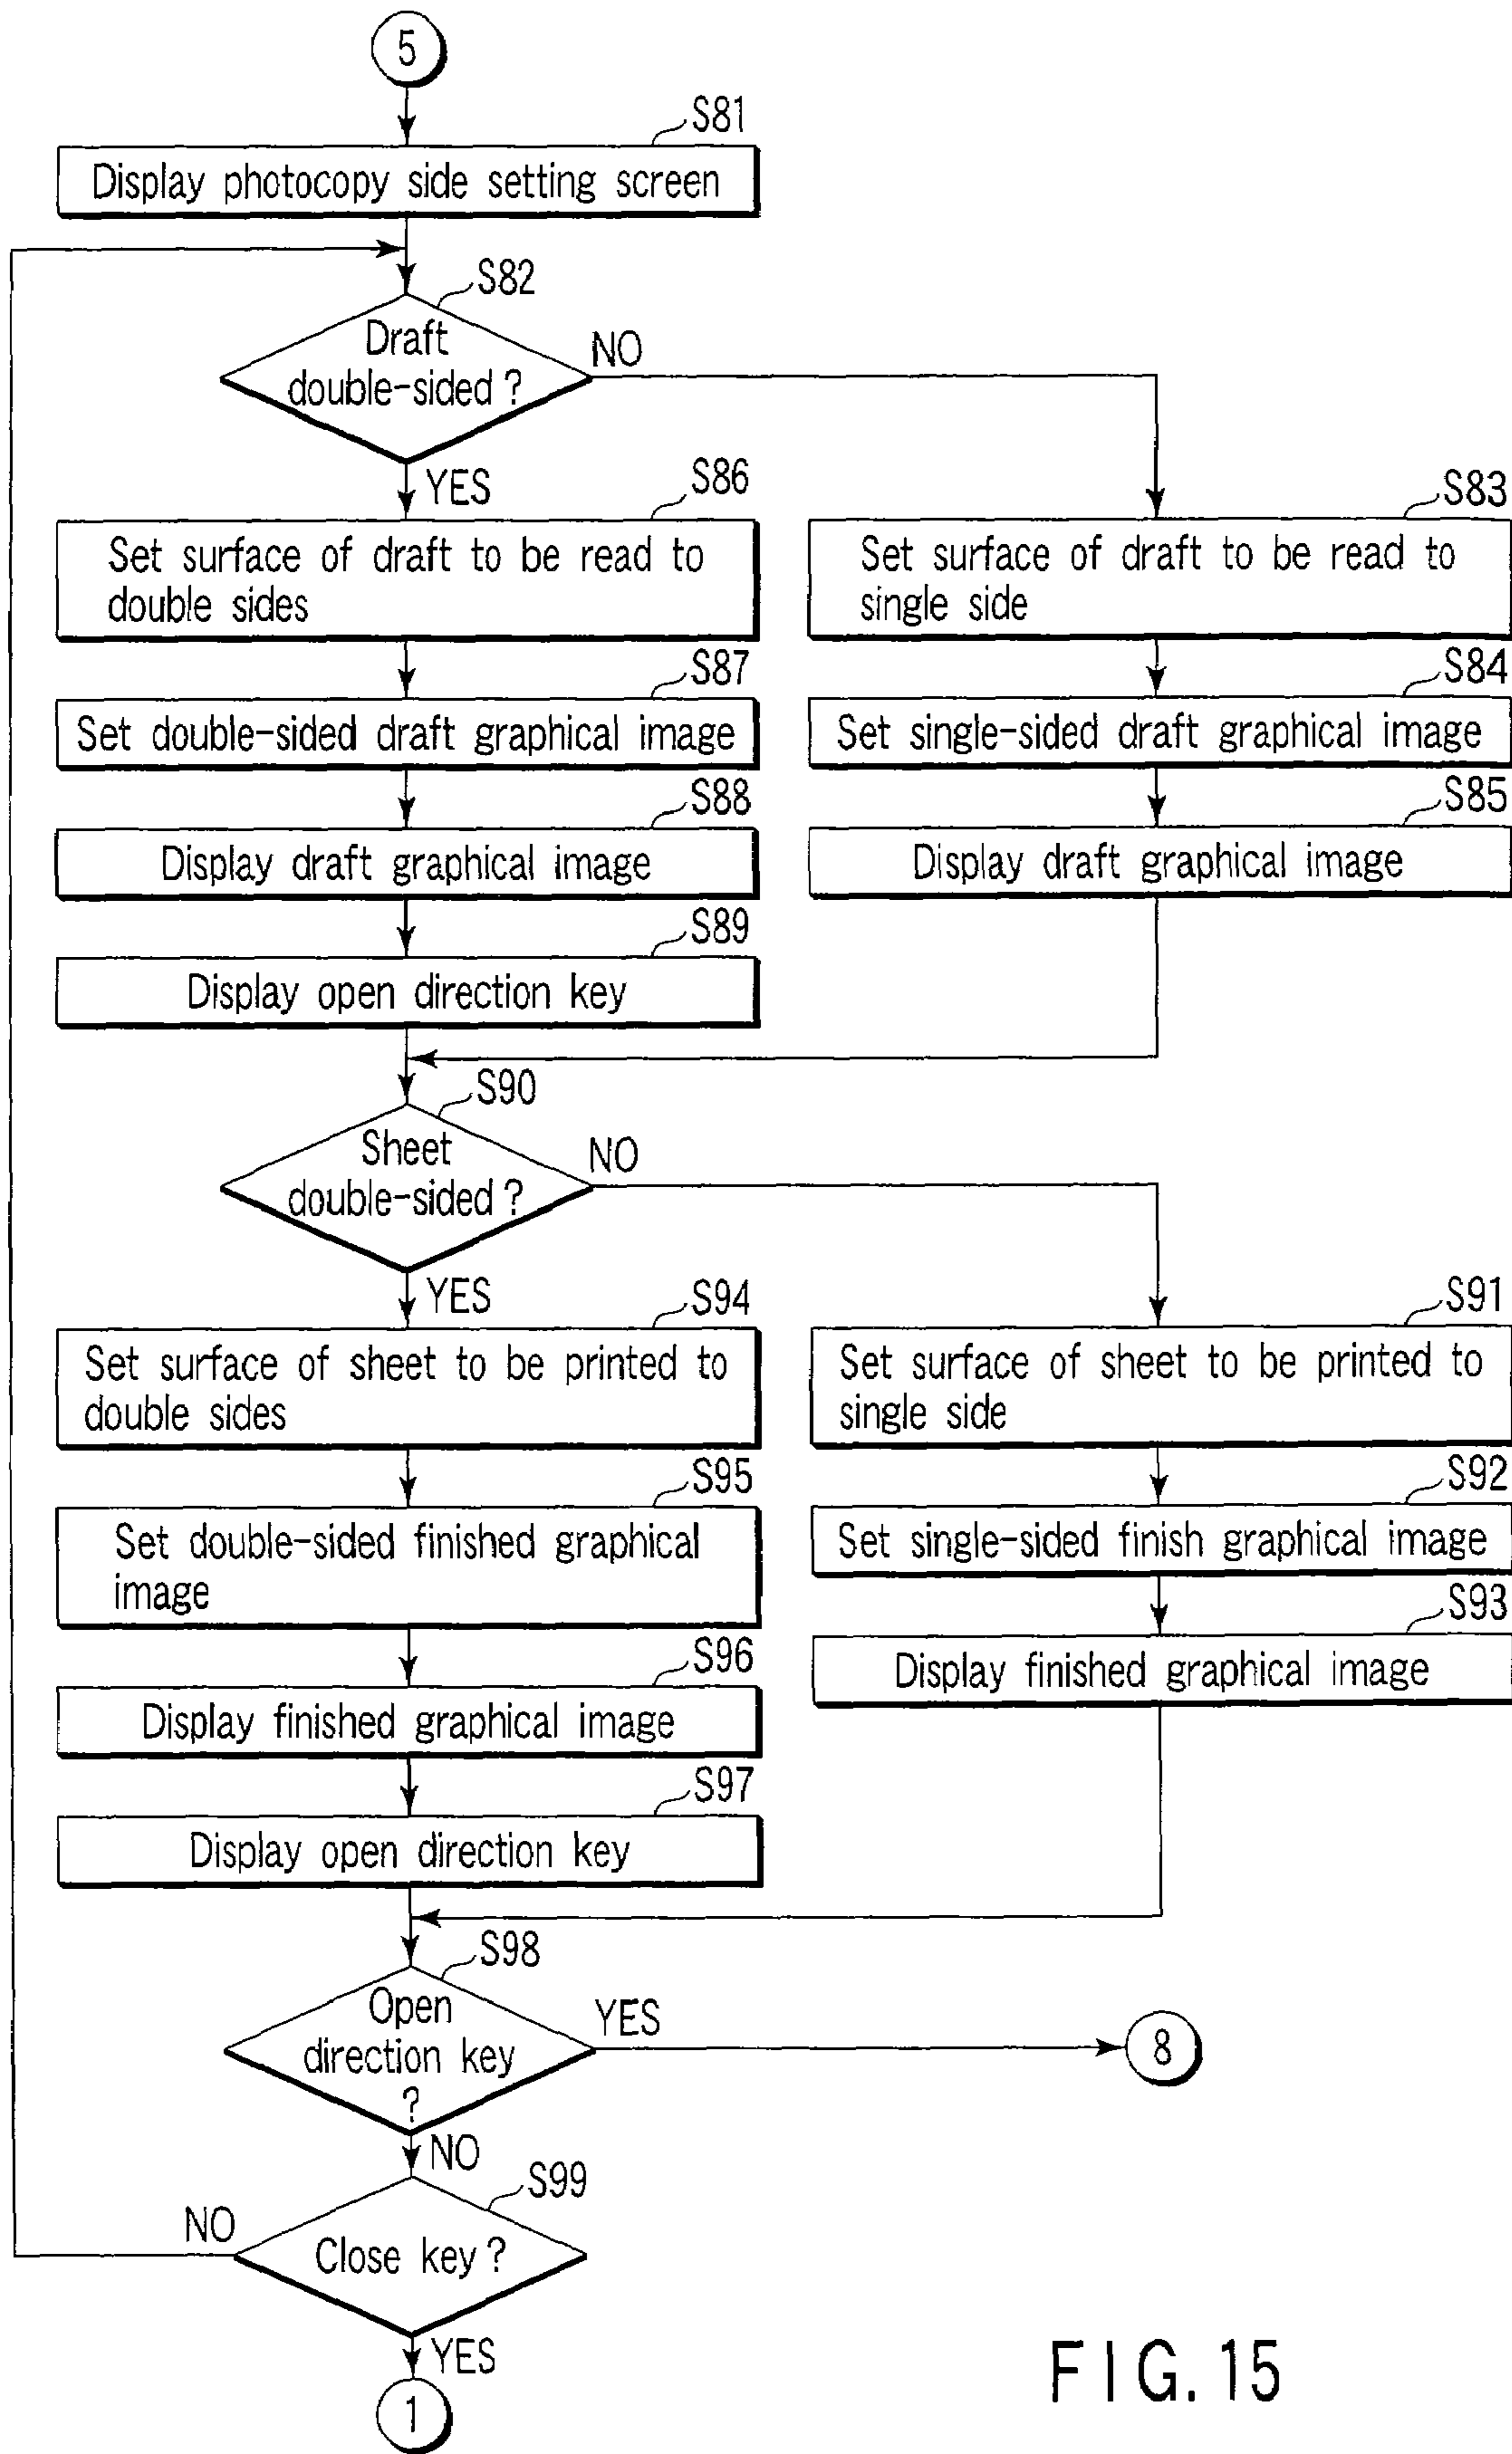 5
S81
Display photocopy side setting screen
S82
Draft
double-sided ?
NO
YES
S86
Set surface of draft to be read to
double sides
S83
Set surface of draft to be read to
single side
S87
Set double-sided draft graphical image
S84
Set single-sided draft graphical image
S88
Display draft graphical image
S85
Display draft graphical image
S89
Display open direction key
S90
Sheet
double-sided ?
NO
YES
S94
Set surface of sheet to be printed to
double sides
S91
Set surface of sheet to be printed to
single side
S95
Set double-sided finished graphical
image
S92
Set single-sided finish graphical image
S93
Display finished graphical image
S96
Display finished graphical image
S97
Display open direction key
S98
Open
direction key
?
YES
8
NO
S99
Close key ?
NO
YES
1
FIG. 15